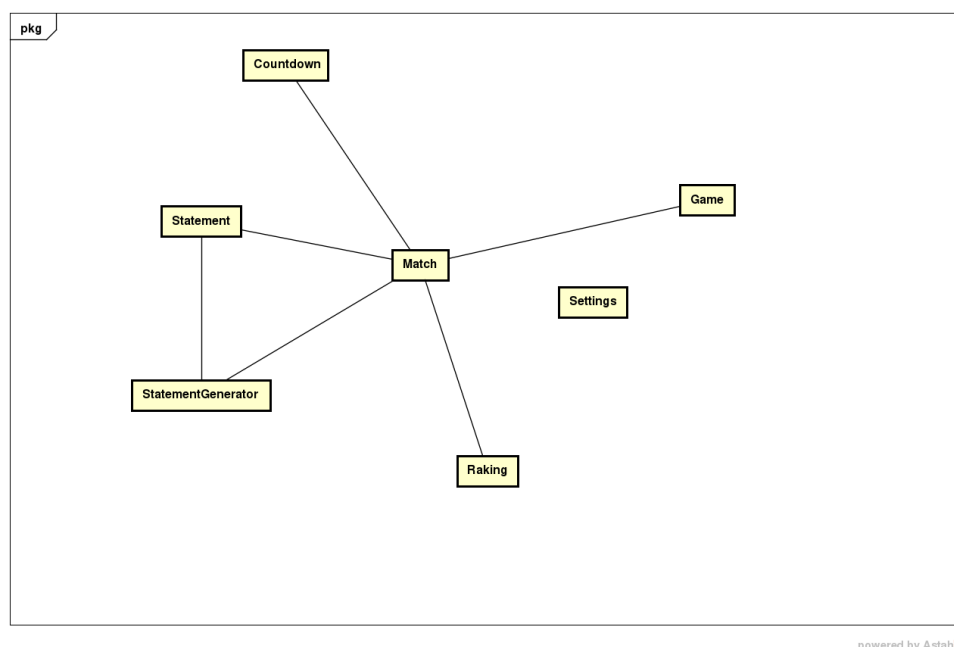 pkg
Countdown
Game
Statement
Match
Settings
StatementGenerator
Raking
powered by Astah